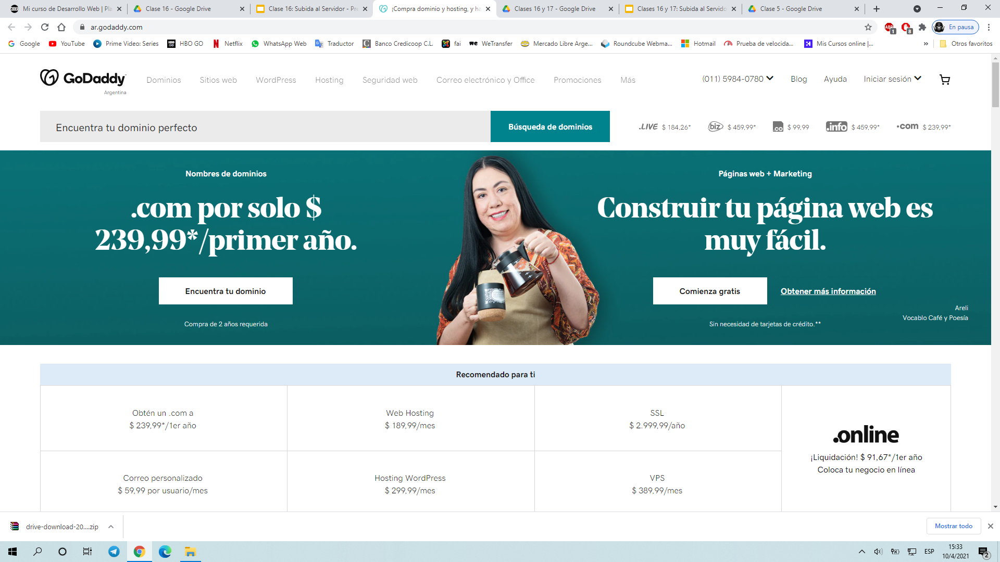 Mi curso de Desarrollo Web | Pla
Clase 16 - Google Drive
Clase 16: Subida al Servidor - Pre
¡Compra dominio y hosting, y ha
Clases 16 y 17 - Google Drive
Clases 16 y 17: Subida al Servido
Clase 5 - Google Drive
ar.godaddy.com
ABP
1
8
En pausa
Google
YouTube
Prime Video: Series
HBO GO
Netflix
WhatsApp Web
Traductor
Banco Credicoop C.L.
fai
WeTransfer
Mercado Libre Arge...
Roundcube Webma...
Hotmail
Prueba de velocida...
Mis Cursos online |...
»
Otros favoritos
GoDaddy
Argentina
Dominios
Sitios web
WordPress
Hosting
Seguridad web
Correo electrónico y Office
Promociones
Más
(011) 5984-0780
Blog
Ayuda
Iniciar sesión
Encuentra tu dominio perfecto
Búsqueda de dominios
.LIVE $ 184,26*
.biz $ 459,99*
.co $ 99,99
.info $ 459,99*
.com $ 239,99*
Nombres de dominios
.com por solo $
239,99*/primer año.
Encuentra tu dominio
Compra de 2 años requerida
Páginas web + Marketing
Construir tu página web es
muy fácil.
Comienza gratis
Obtener más información
Sin necesidad de tarjetas de crédito.**
Areli
Vocablo Café y Poesía
Recomendado para ti
Obtén un .com a
$ 239,99*/1er año
Web Hosting
$ 189,99/mes
SSL
$ 2.999,99/año
.online
¡Liquidación! $ 91,67*/1er año
Coloca tu negocio en línea
Correo personalizado
$ 59,99 por usuario/mes
Hosting WordPress
$ 299,99/mes
VPS
$ 389,99/mes
drive-download-20....zip
Mostrar todo
ESP
15:33
10/4/2021
2